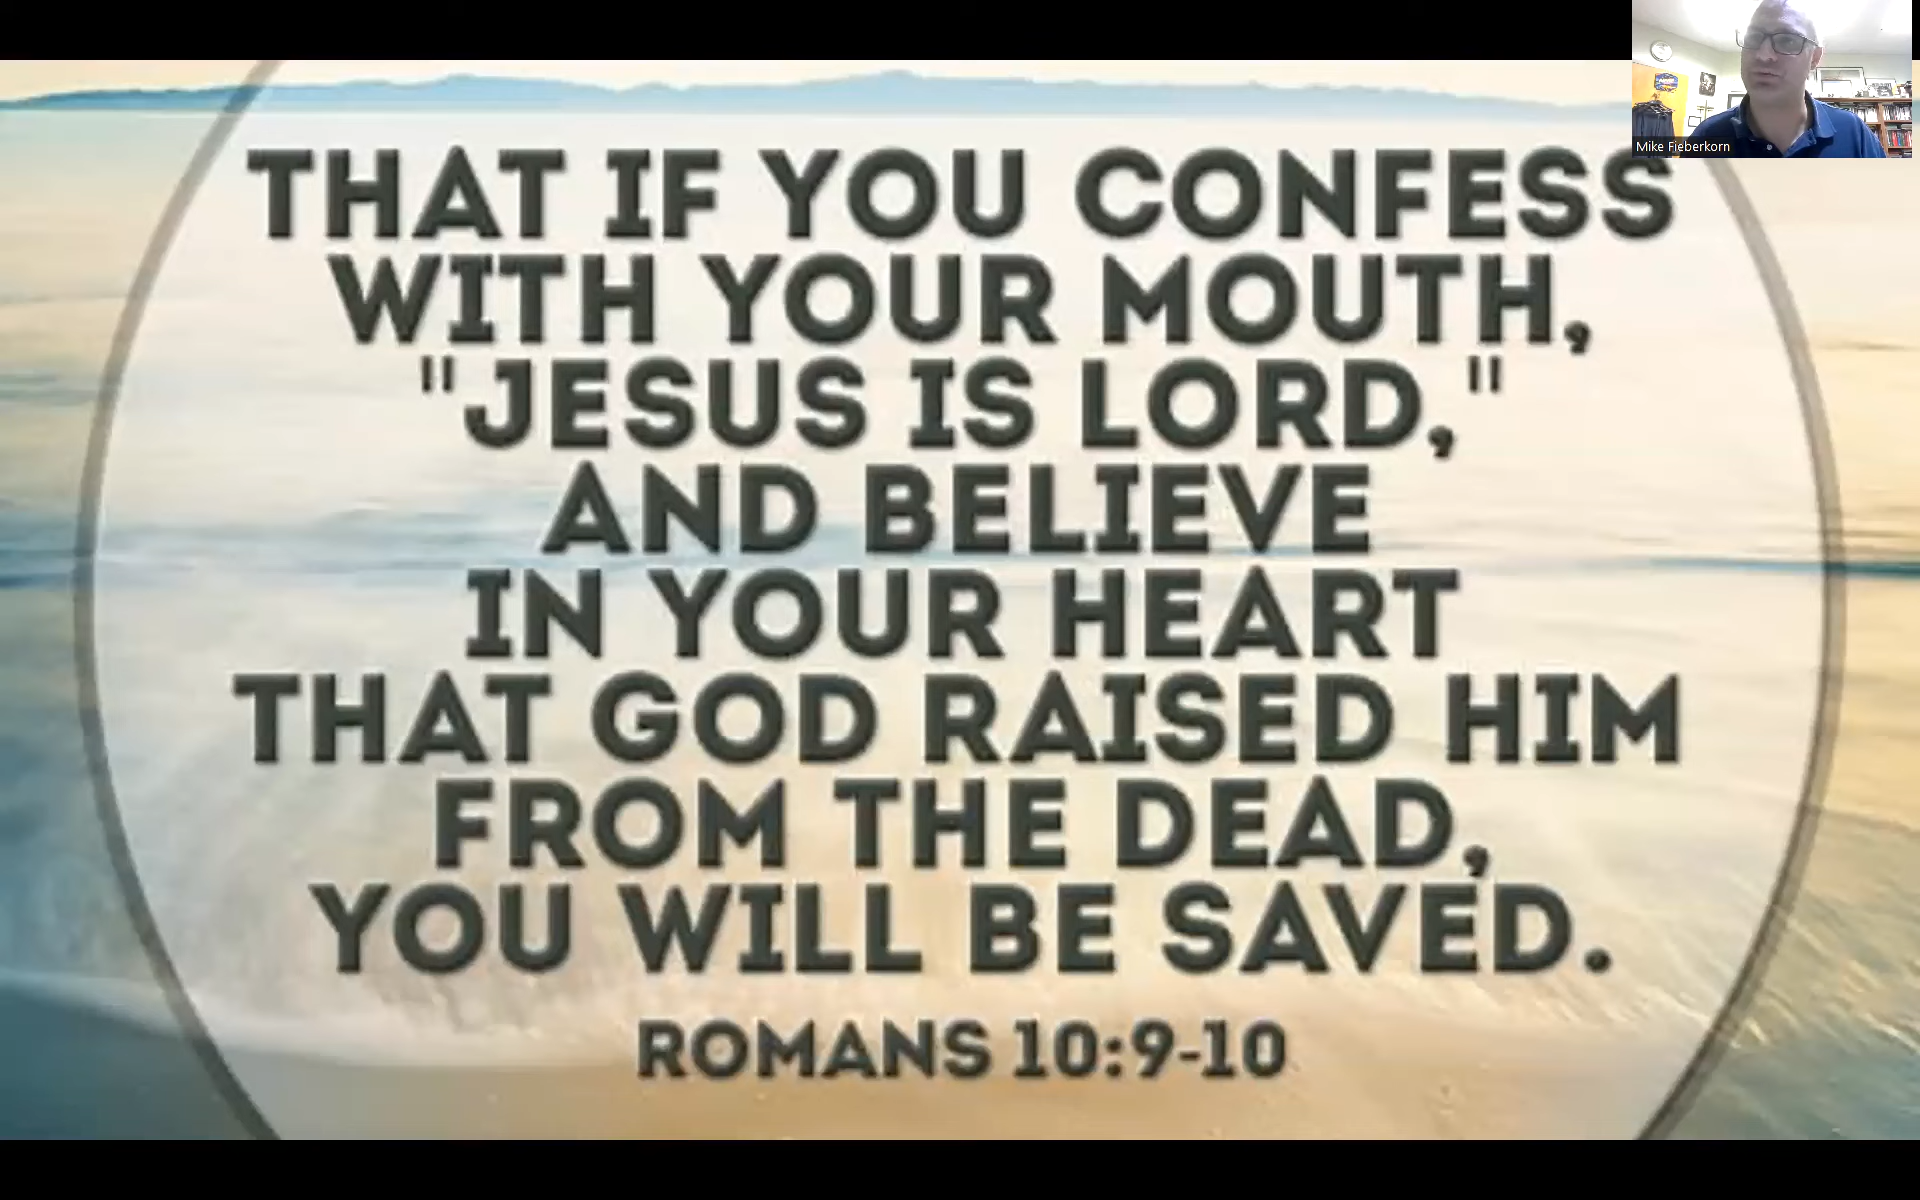 THAT IF YOU CONFESS
WITH YOUR MOUTH,
"JESUS IS LORD,"
AND BELIEVE
IN YOUR HEART
THAT GOD RAISED HIM
FROM THE DEAD,
YOU WILL BE SAVED.
ROMANS 10:9-10
Mike Fieberkorn